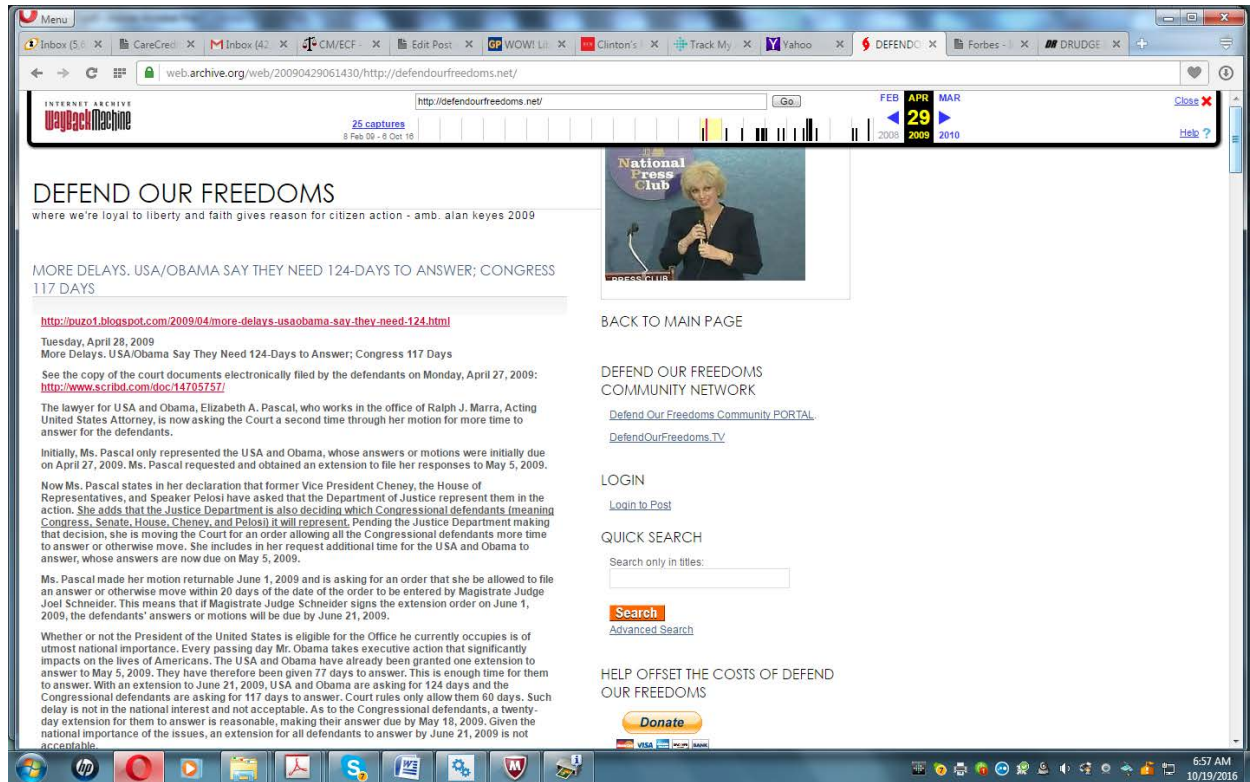 Menu
Inbox (5,6
CareCred
Inbox (42
CM/ECF -
Edit Post
WOW! Lit
Clinton's
Track My
Yahoo
DEFENDO
Forbes -
DRUDGE
web.archive.org/web/20090429061430/http://defendourfreedoms.net/
INTERNET ARCHIVE
WayBackMachine
http://defendourfreedoms.net/
Go
25 captures
8 Feb 09 - 6 Oct 16
FEB APR MAR
29
2008 2009 2010
Close
Help ?
DEFEND OUR FREEDOMS
where we're loyal to liberty and faith gives reason for citizen action - amb. alan keyes 2009
MORE DELAYS. USA/OBAMA SAY THEY NEED 124-DAYS TO ANSWER; CONGRESS
117 DAYS
http://puzo1.blogspot.com/2009/04/more-delays-usaobama-say-they-need-124.html
Tuesday, April 28, 2009
More Delays. USA/Obama Say They Need 124-Days to Answer; Congress 117 Days
See the copy of the court documents electronically filed by the defendants on Monday, April 27, 2009:
http://www.scribd.com/doc/14705757/
The lawyer for USA and Obama, Elizabeth A. Pascal, who works in the office of Ralph J. Marra, Acting
United States Attorney, is now asking the Court a second time through her motion for more time to
answer for the defendants.
Initially, Ms. Pascal only represented the USA and Obama, whose answers or motions were initially due
on April 27, 2009. Ms. Pascal requested and obtained an extension to file her responses to May 5, 2009.
Now Ms. Pascal states in her declaration that former Vice President Cheney, the House of
Representatives, and Speaker Pelosi have asked that the Department of Justice represent them in the
action. She adds that the Justice Department is also deciding which Congressional defendants (meaning
Congress, Senate, House, Cheney, and Pelosi) it will represent. Pending the Justice Department making
that decision, she is moving the Court for an order allowing all the Congressional defendants more time
to answer or otherwise move. She includes in her request additional time for the USA and Obama to
answer, whose answers are now due on May 5, 2009.
Ms. Pascal made her motion returnable June 1, 2009 and is asking for an order that she be allowed to file
an answer or otherwise move within 20 days of the date of the order to be entered by Magistrate Judge
Joel Schneider. This means that if Magistrate Judge Schneider signs the extension order on June 1,
2009, the defendants' answers or motions will be due by June 21, 2009.
Whether or not the President of the United States is eligible for the Office he currently occupies is of
utmost national importance. Every passing day Mr. Obama takes executive action that significantly
impacts on the lives of Americans. The USA and Obama have already been granted one extension to
answer to May 5, 2009. They have therefore been given 77 days to answer. This is enough time for them
to answer. With an extension to June 21, 2009, USA and Obama are asking for 124 days and the
Congressional defendants are asking for 117 days to answer. Court rules only allow them 60 days. Such
delay is not in the national interest and not acceptable. As to the Congressional defendants, a twenty-
day extension for them to answer is reasonable, making their answer due by May 18, 2009. Given the
national importance of the issues, an extension for all defendants to answer by June 21, 2009 is not
acceptable.
National
Press
Club
PRESS CLUB
BACK TO MAIN PAGE
DEFEND OUR FREEDOMS
COMMUNITY NETWORK
Defend Our Freedoms Community PORTAL.
DefendOurFreedoms.TV
LOGIN
Login to Post
QUICK SEARCH
Search only in titles:
Search
Advanced Search
HELP OFFSET THE COSTS OF DEFEND
OUR FREEDOMS
Donate
VISA
BANK
6:57 AM
10/19/2016